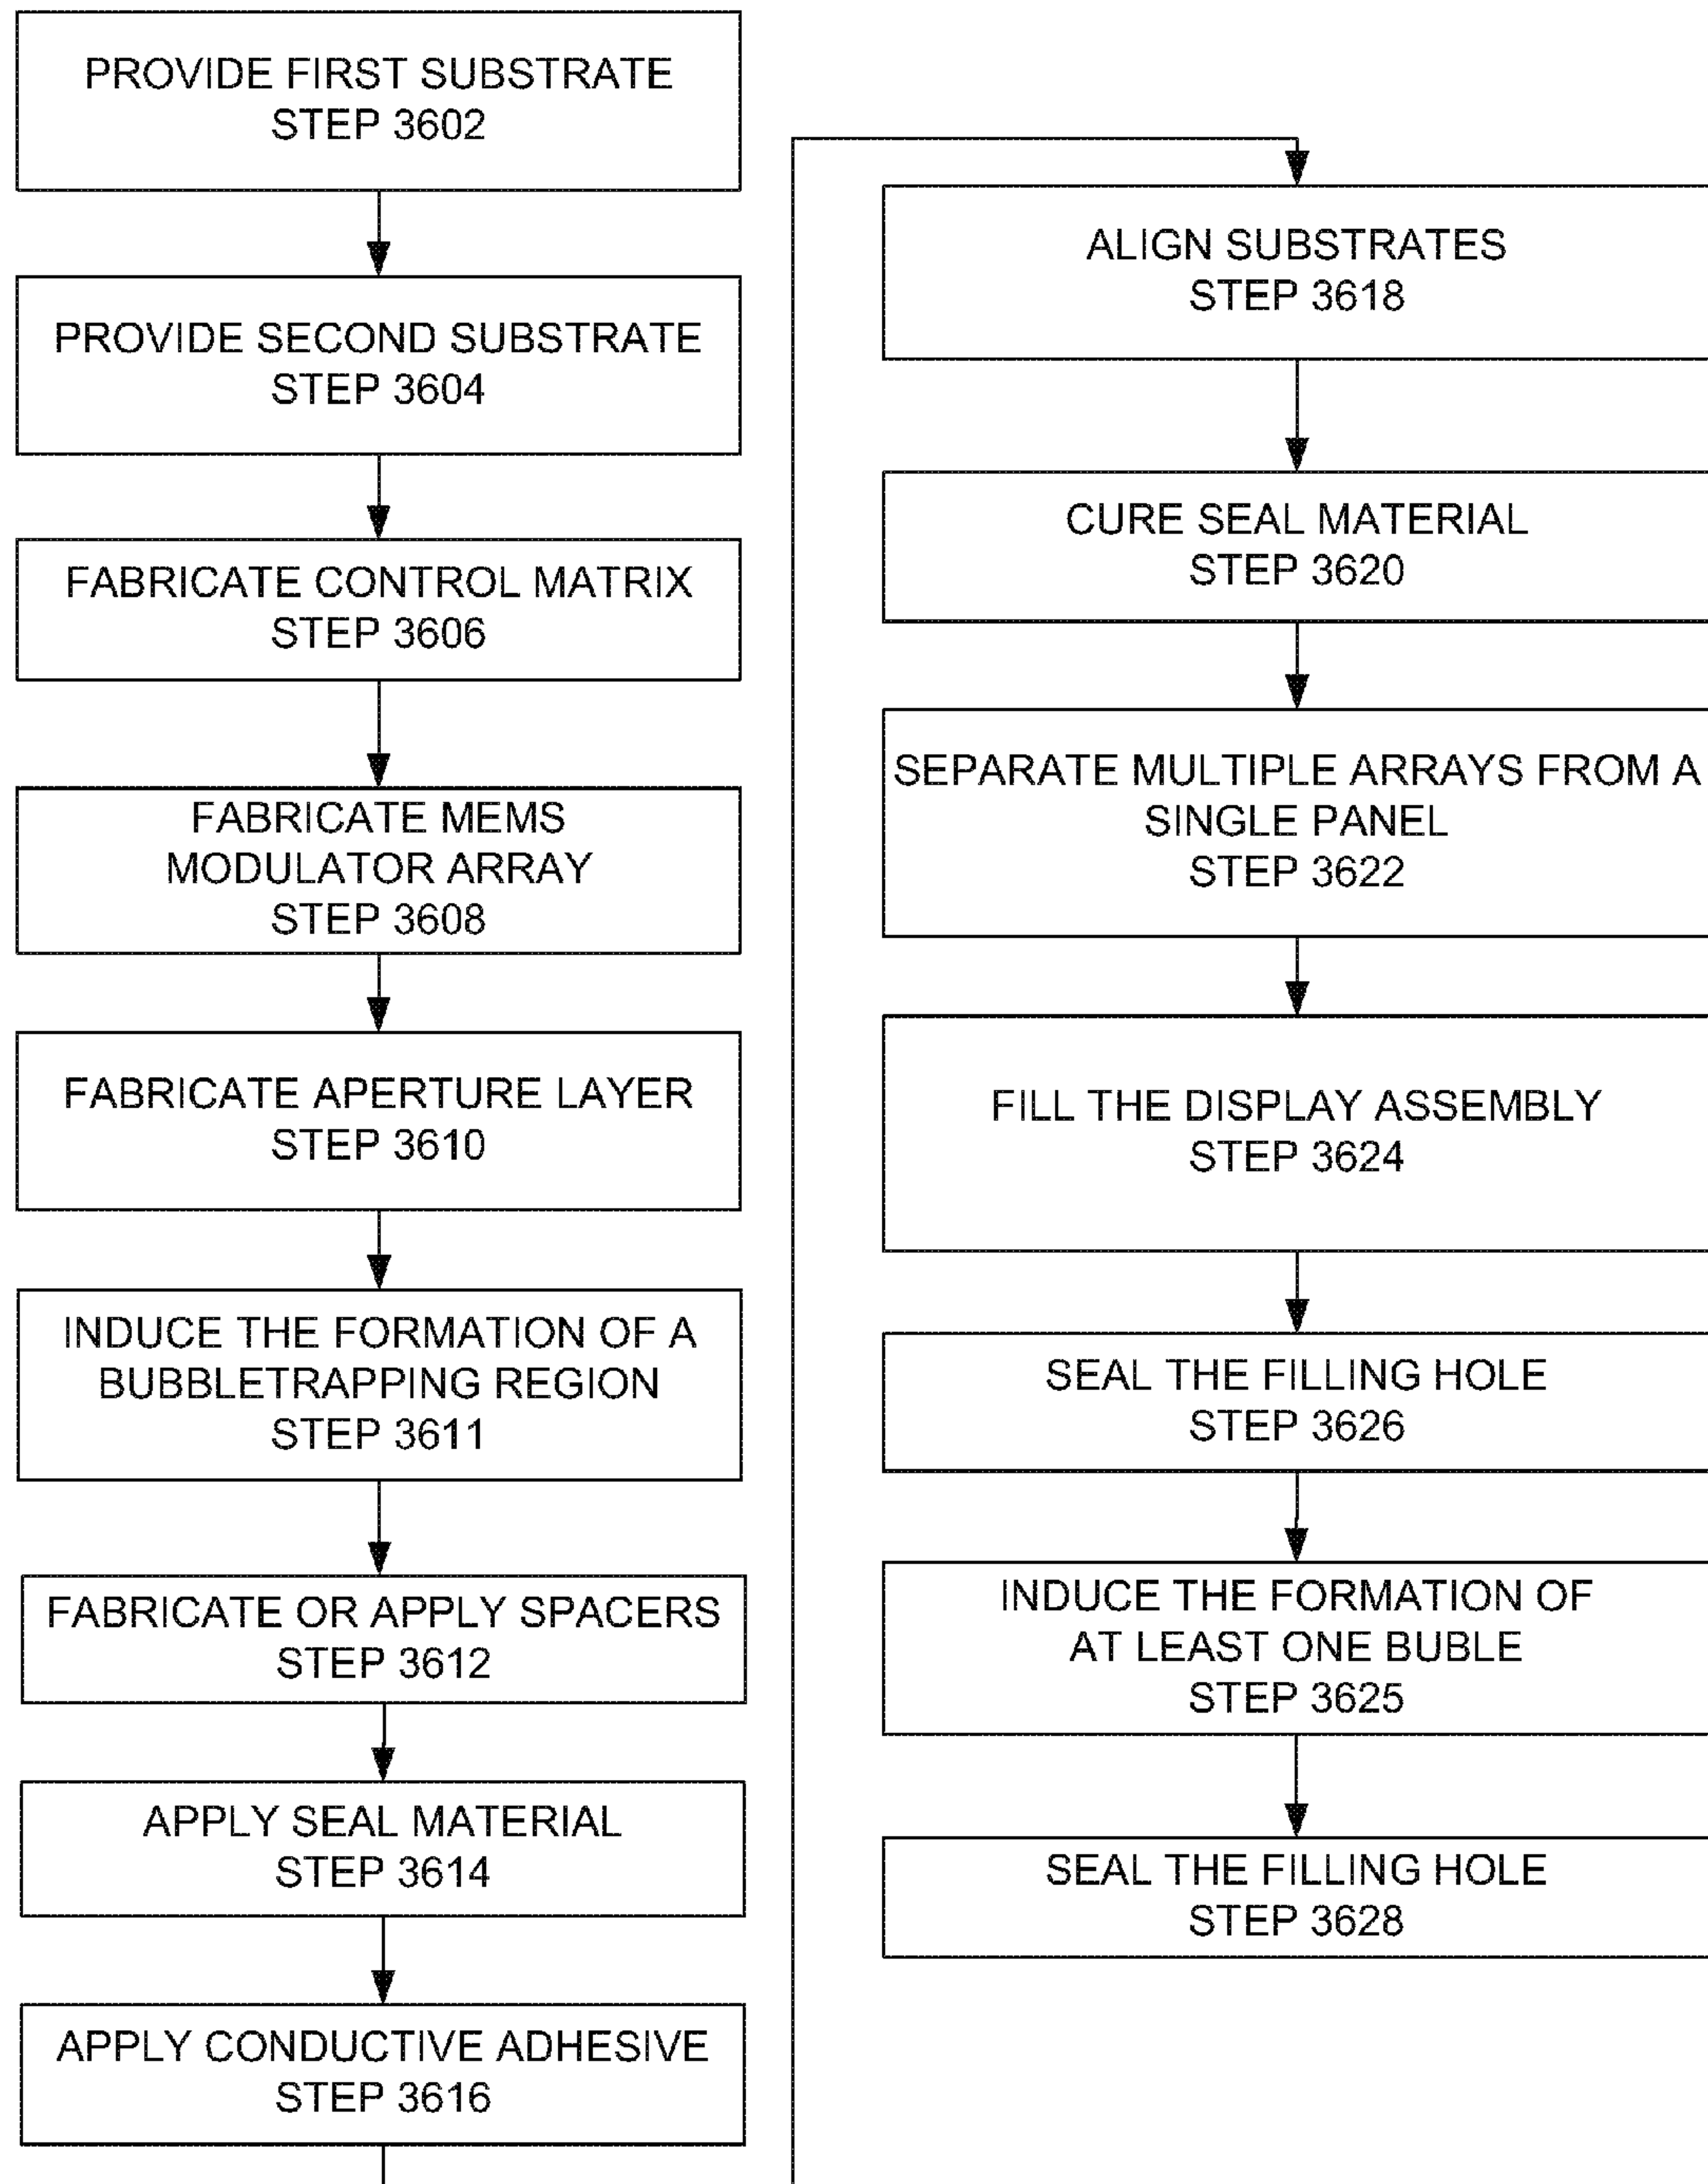 PROVIDE FIRST SUBSTRATE
STEP 3602
PROVIDE SECOND SUBSTRATE
STEP 3604
FABRICATE CONTROL MATRIX
STEP 3606
FABRICATE MEMS
MODULATOR ARRAY
STEP 3608
FABRICATE APERTURE LAYER
STEP 3610
INDUCE THE FORMATION OF A
BUBBLETRAPPING REGION
STEP 3611
FABRICATE OR APPLY SPACERS
STEP 3612
APPLY SEAL MATERIAL
STEP 3614
APPLY CONDUCTIVE ADHESIVE
STEP 3616
ALIGN SUBSTRATES
STEP 3618
CURE SEAL MATERIAL
STEP 3620
SEPARATE MULTIPLE ARRAYS FROM A
SINGLE PANEL
STEP 3622
FILL THE DISPLAY ASSEMBLY
STEP 3624
SEAL THE FILLING HOLE
STEP 3626
INDUCE THE FORMATION OF
AT LEAST ONE BUBLE
STEP 3625
SEAL THE FILLING HOLE
STEP 3628